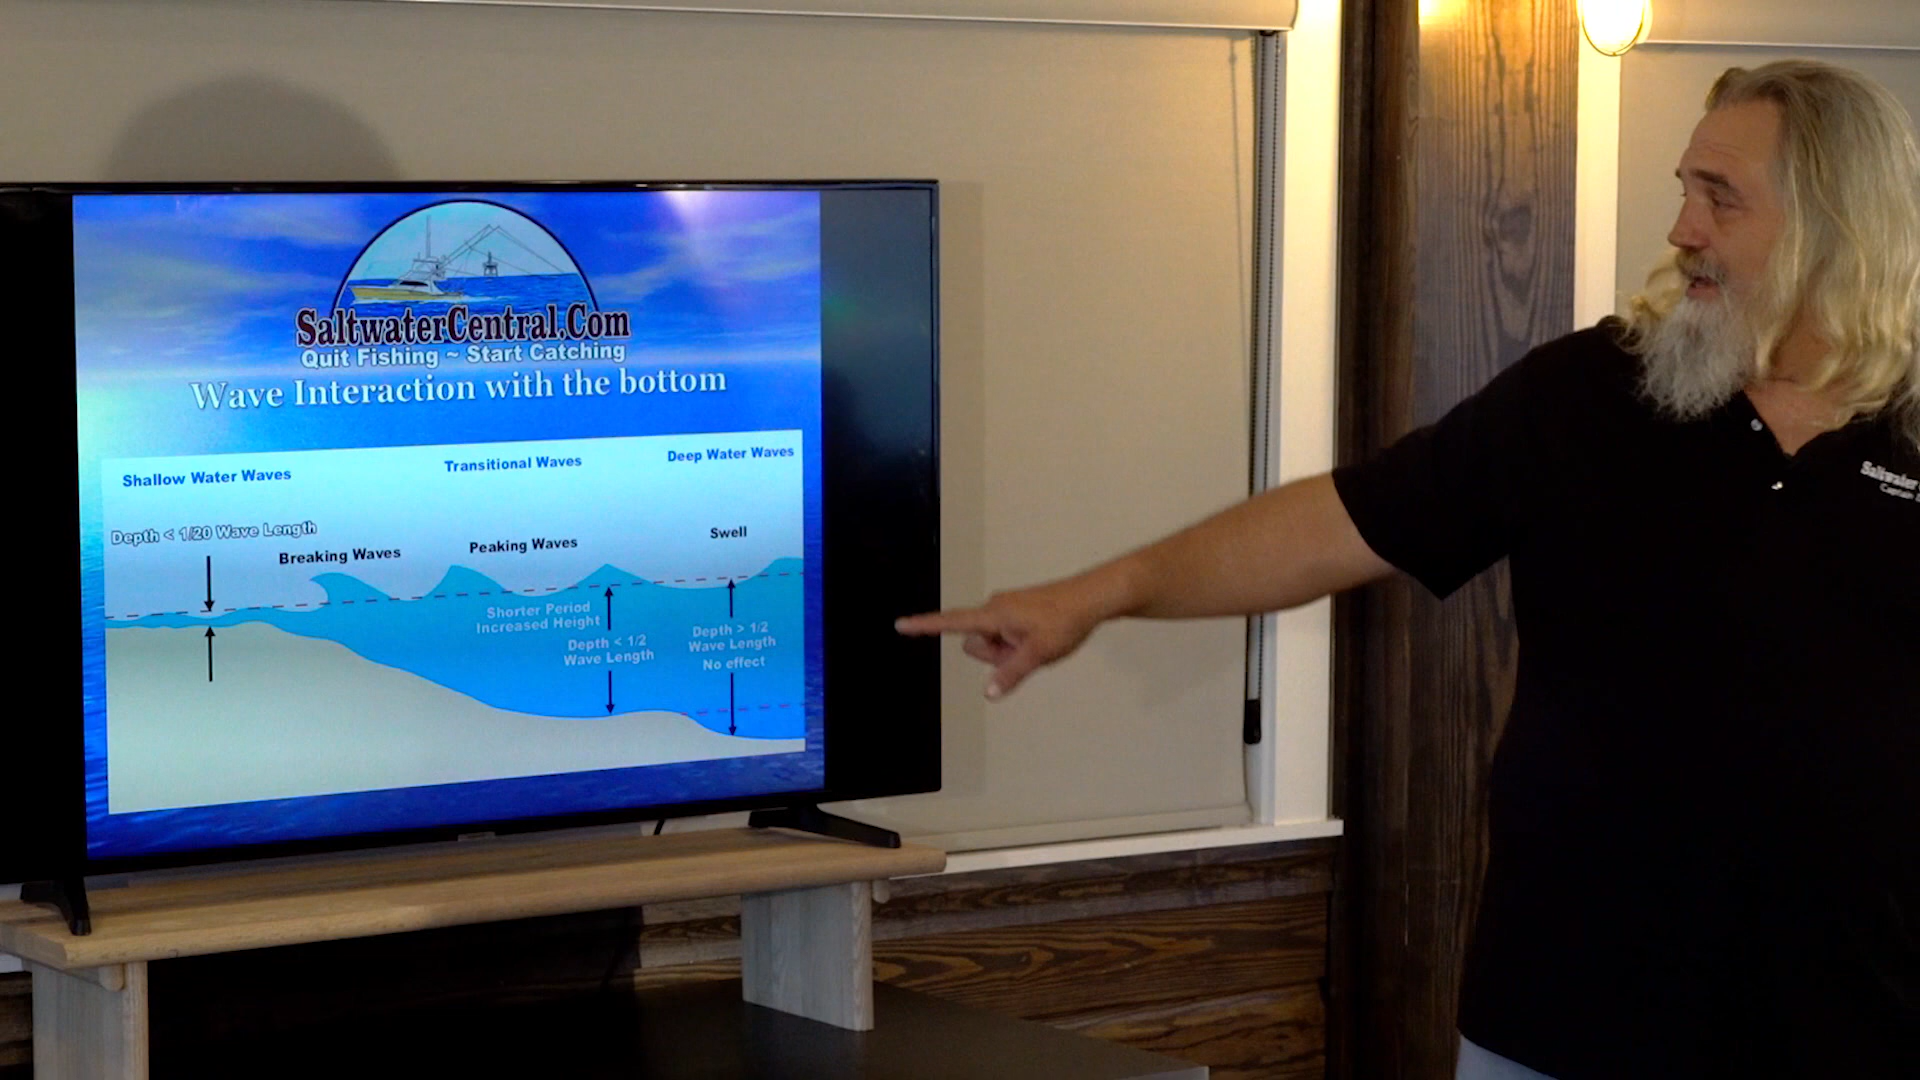 SaltwaterCentral.Com
Quit Fishing ~ Start Catching
Wave Interaction with the bottom
Shallow Water Waves
Transitional Waves
Deep Water Waves
Depth < 1/20 Wave Length
Breaking Waves
Peaking Waves
Swell
Shorter Period
Increased Height
Depth < 1/2
Wave Length
Depth > 1/2
Wave Length
No effect
Saltwater
Captain